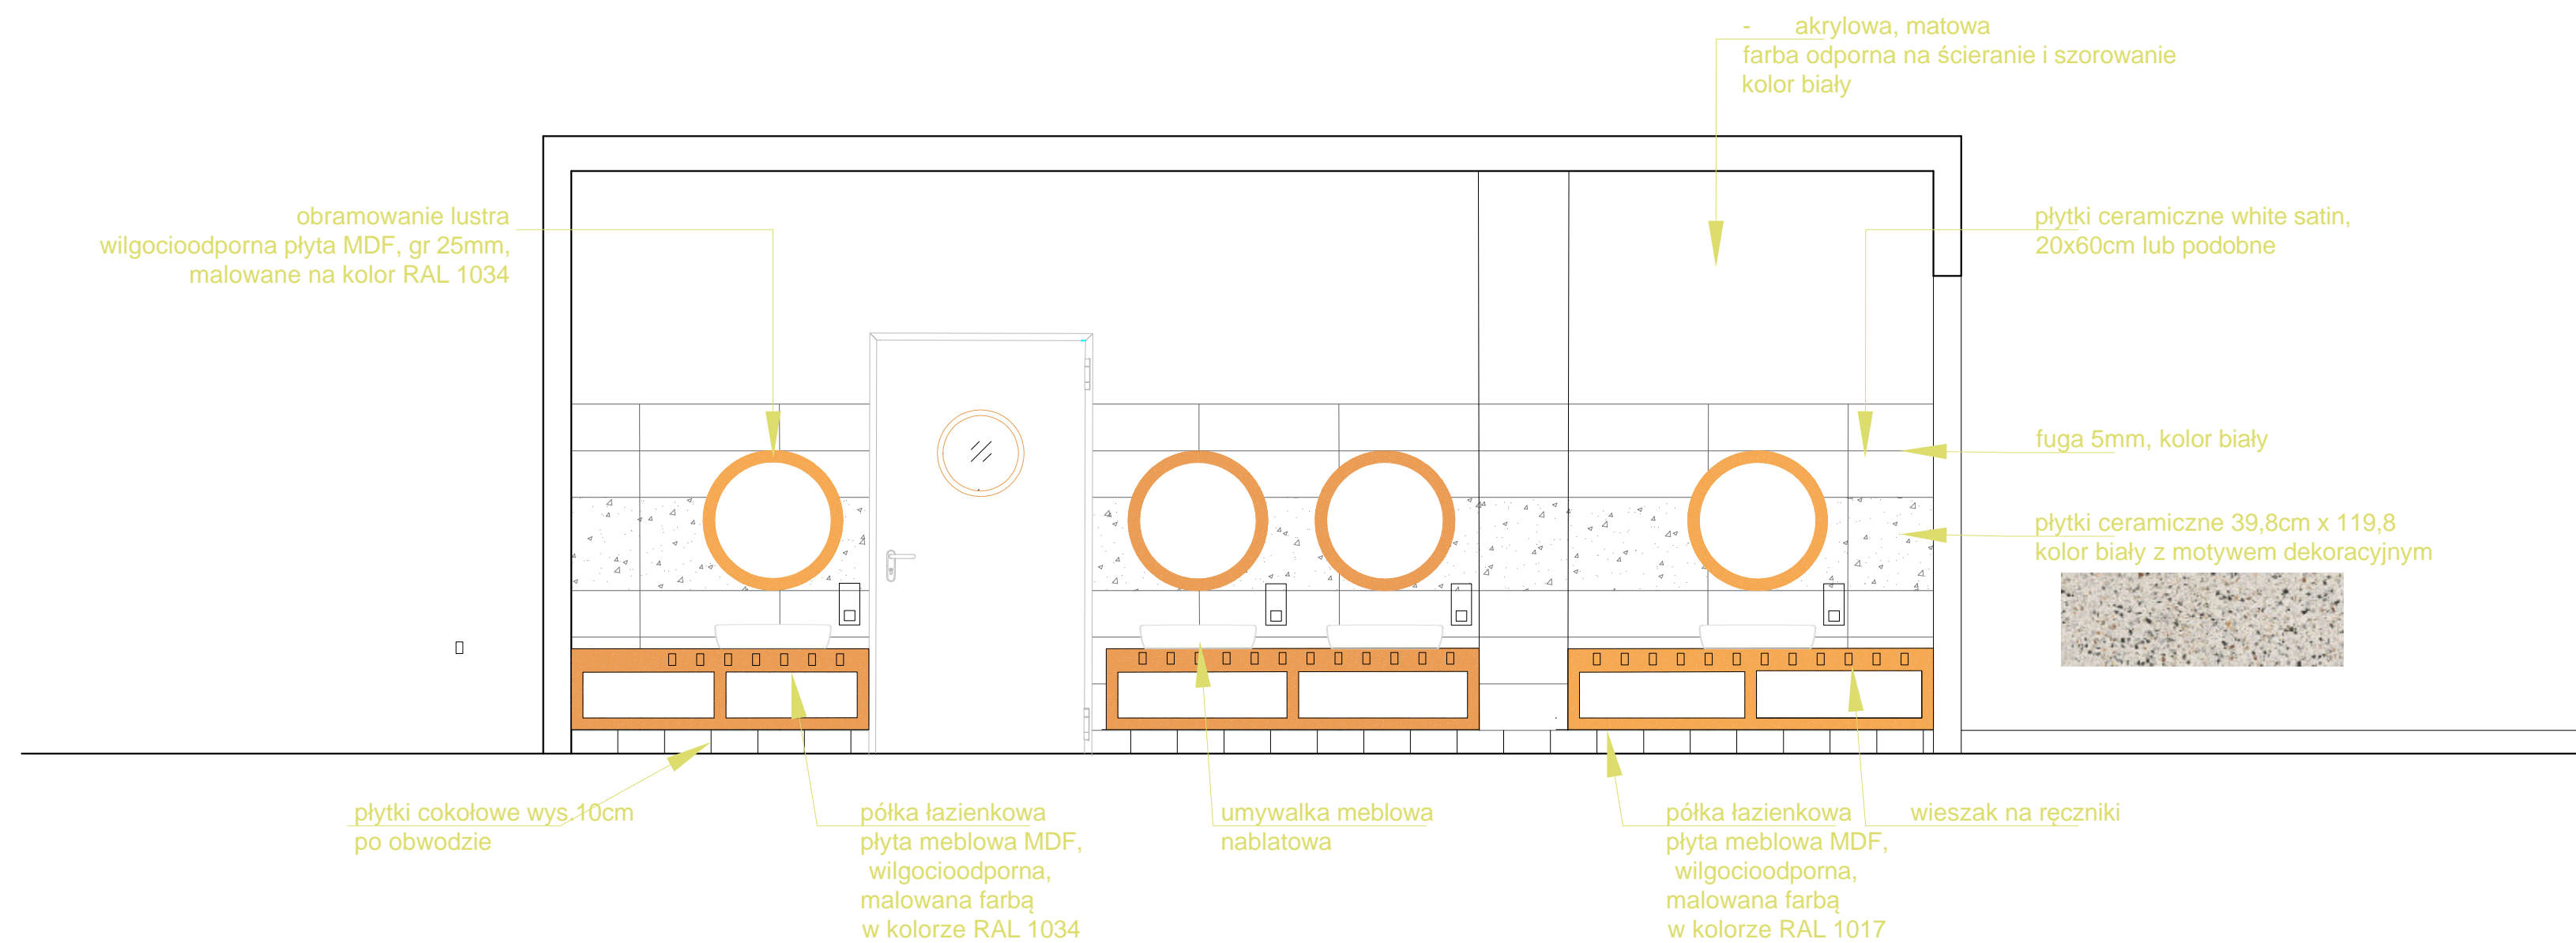 - akrylowa, matowa
farba odporna na ścieranie i szorowanie
kolor biały
obramowanie lustra
wilgocioodporna płyta MDF, gr 25mm,
malowane na kolor RAL 1034
płytki ceramiczne white satin,
20x60cm lub podobne
fuga 5mm, kolor biały
płytki ceramiczne 39,8cm x 119,8
kolor biały z motywem dekoracyjnym
płytki cokołowe wys.10cm
po obwodzie
półka łazienkowa
płyta meblowa MDF,
wilgocioodporna,
malowana farbą
w kolorze RAL 1034
umywalka meblowa
nablatowa
półka łazienkowa
płyta meblowa MDF,
wilgocioodporna,
malowana farbą
w kolorze RAL 1017
wieszak na ręczniki